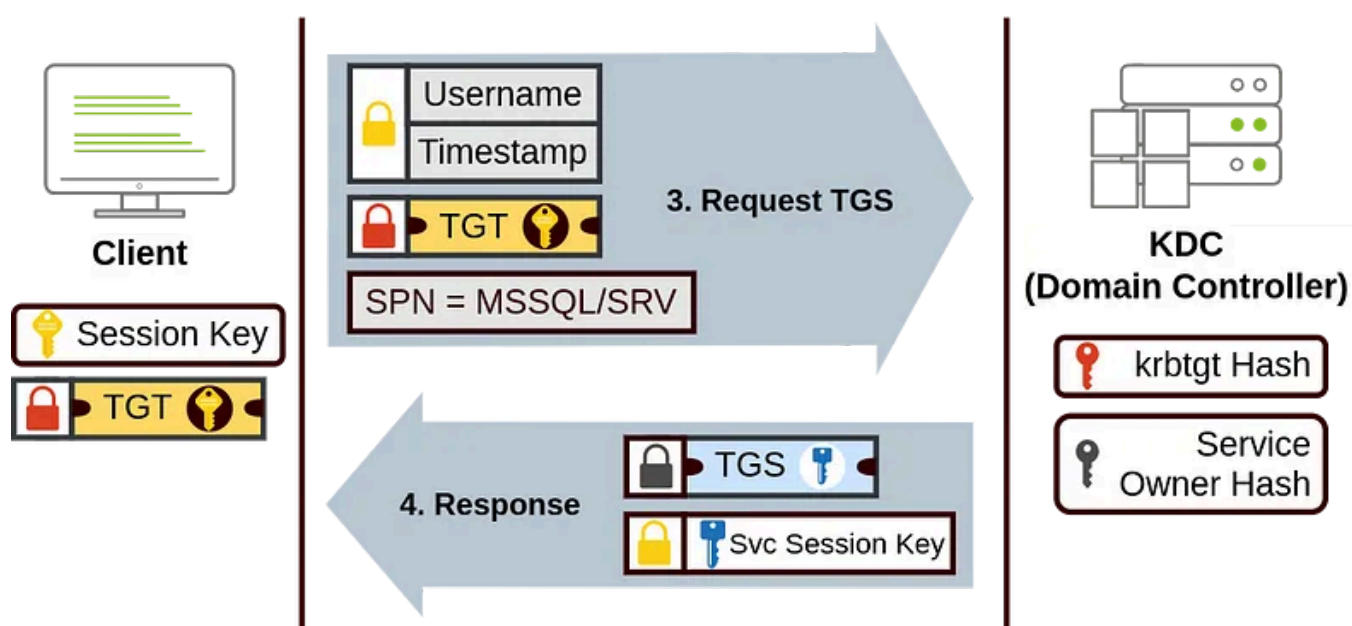 Client
Session Key
TGT
Username
Timestamp
TGT
SPN = MSSQL/SRV
3. Request TGS
4. Response
TGS
Svc Session Key
KDC
(Domain Controller)
krbtgt Hash
Service
Owner Hash